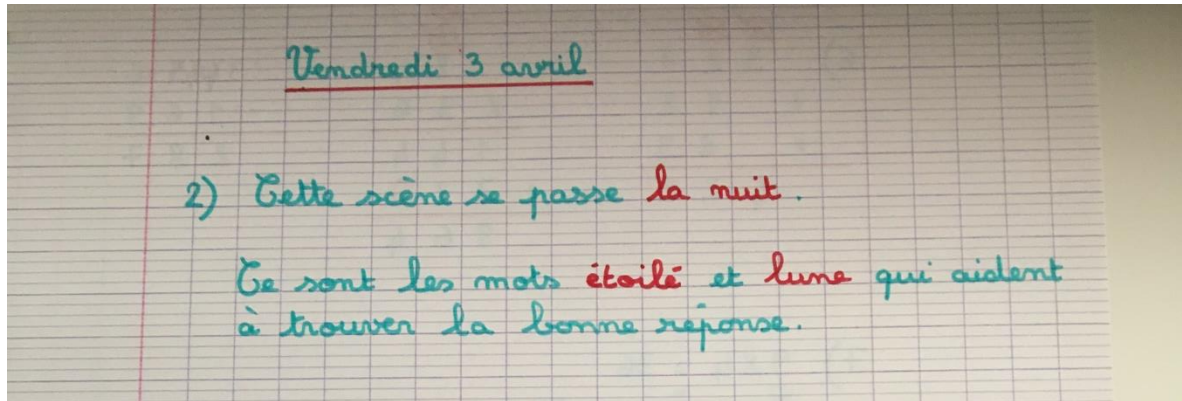 Vendredi 3 avril
2) Cette scène se passe la nuit.
Ce sont les mots étoilé et lune qui aident
à trouver la bonne réponse.